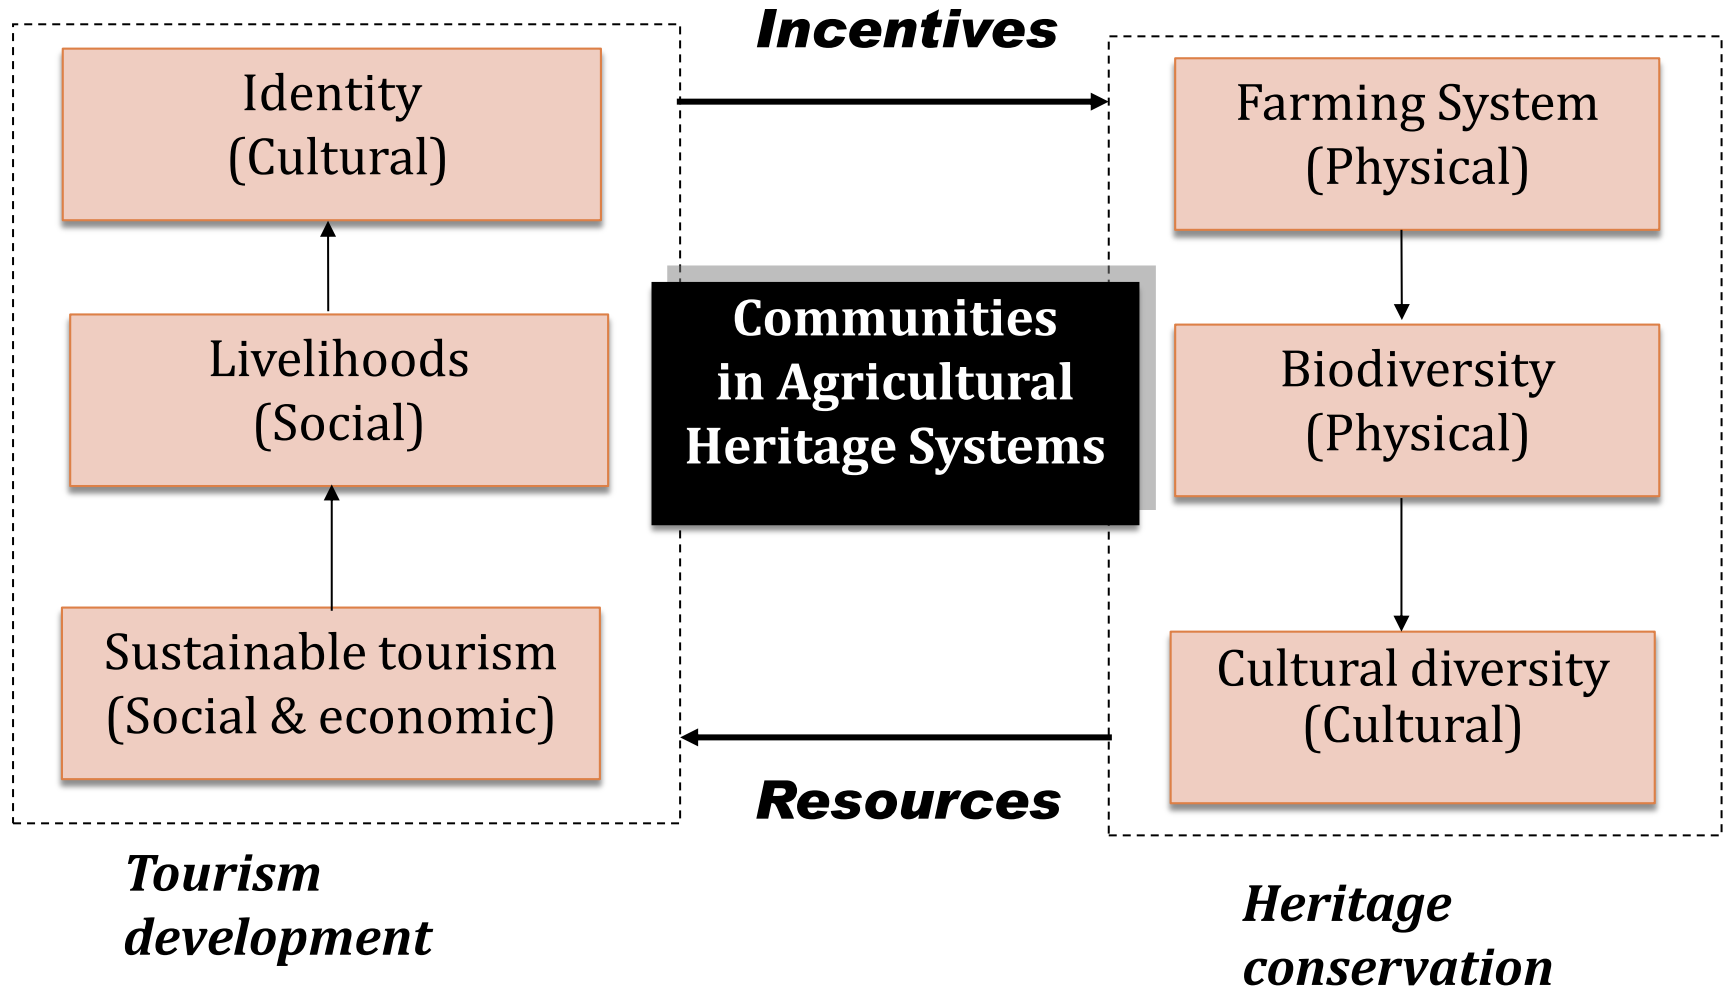 Incentives
Identity
(Cultural)
Livelihoods
(Social)
Sustainable tourism
(Social & economic)
Tourism
development
Communities
in Agricultural
Heritage Systems
Resources
Farming System
(Physical)
Biodiversity
(Physical)
Cultural diversity
(Cultural)
Heritage
conservation